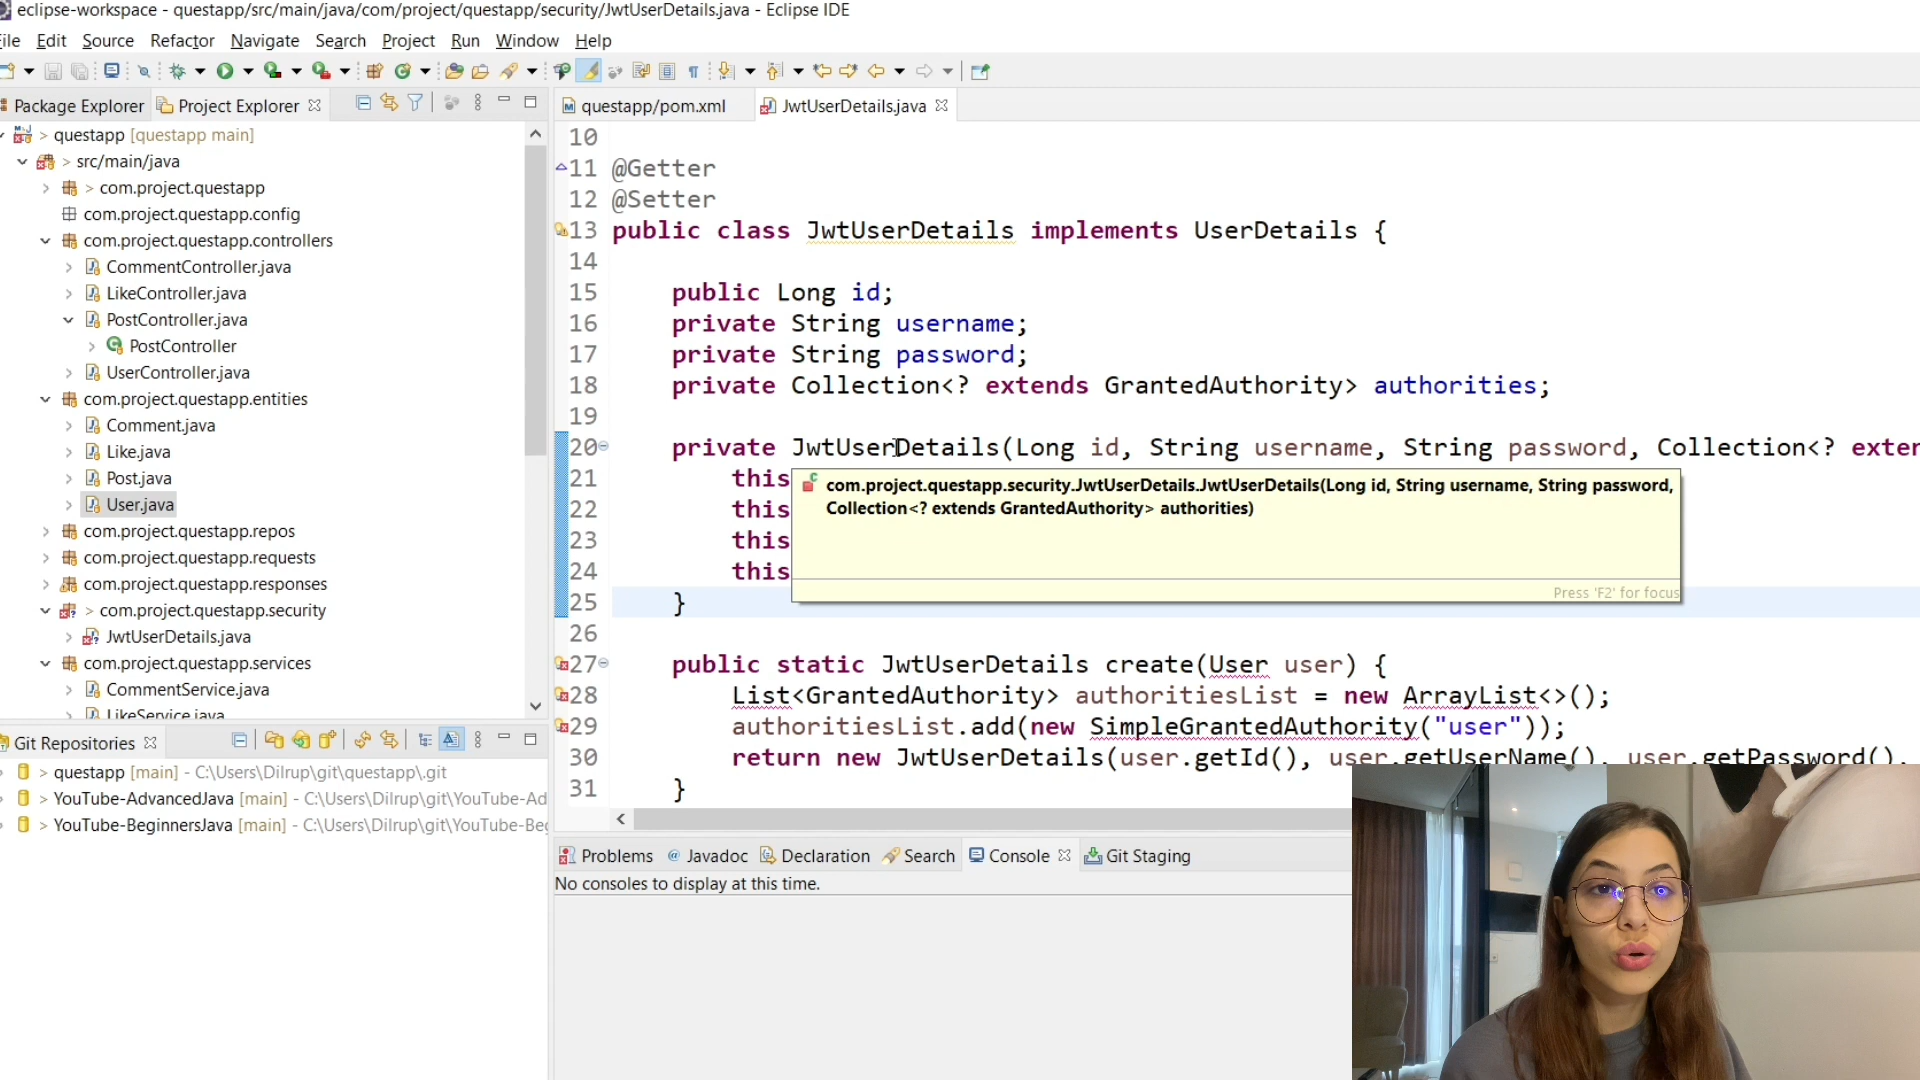 eclipse-workspace - questapp/src/main/java/com/project/questapp/security/JwtUserDetails.java - Eclipse IDE
ile Edit Source Refactor Navigate Search Project Run Window Help
Package Explorer Project Explorer
questapp/pom.xml JwtUserDetails.java
> questapp [questapp main]
> src/main/java
> com.project.questapp
com.project.questapp.config
com.project.questapp.controllers
CommentController.java
LikeController.java
PostController.java
PostController
UserController.java
com.project.questapp.entities
Comment.java
Like.java
Post.java
User.java
com.project.questapp.repos
com.project.questapp.requests
com.project.questapp.responses
> com.project.questapp.security
JwtUserDetails.java
com.project.questapp.services
CommentService.java
LikeService.java
10
11 @Getter
12 @Setter
13 public class JwtUserDetails implements UserDetails {
14
15 public Long id;
16 private String username;
17 private String password;
18 private Collection<? extends GrantedAuthority> authorities;
19
20 private JwtUserDetails(Long id, String username, String password, Collection<? exten
21 this
22 this
23 this
24 this
25 }
com.project.questapp.security.JwtUserDetails.JwtUserDetails(Long id, String username, String password,
Collection<? extends GrantedAuthority> authorities)
Press 'F2' for focus
26
27 public static JwtUserDetails create(User user) {
28 List<GrantedAuthority> authoritiesList = new ArrayList<>();
29 authoritiesList.add(new SimpleGrantedAuthority("user"));
30 return new JwtUserDetails(user.getId(), user.getUserName(), user.getPassword(),
31 }
Git Repositories
> questapp [main] - C:\Users\Dilrup\git\questapp\.git
> YouTube-AdvancedJava [main] - C:\Users\Dilrup\git\YouTube-Ad
> YouTube-BeginnersJava [main] - C:\Users\Dilrup\git\YouTube-Be
Problems @ Javadoc Declaration Search Console Git Staging
No consoles to display at this time.